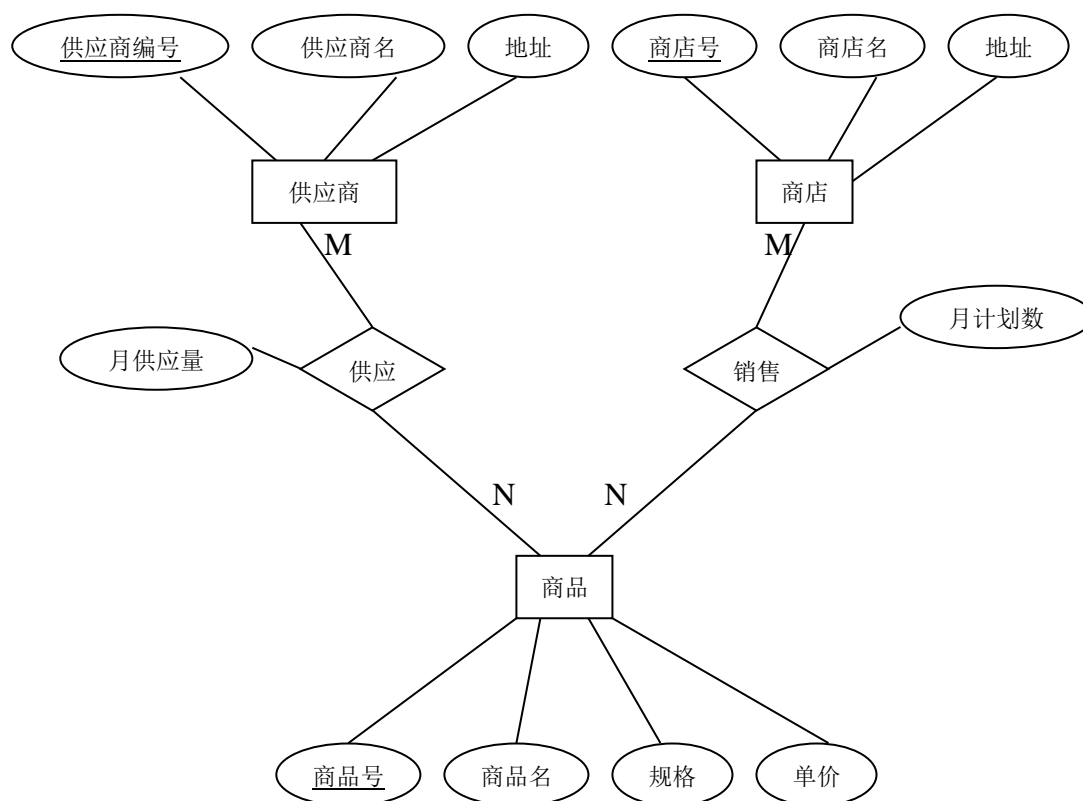 供应商编号
供应商名
地址
商店号
商店名
地址
供应商
商店
M
M
月供应量
供应
销售
月计划数
N
N
商品
商品号
商品名
规格
单价